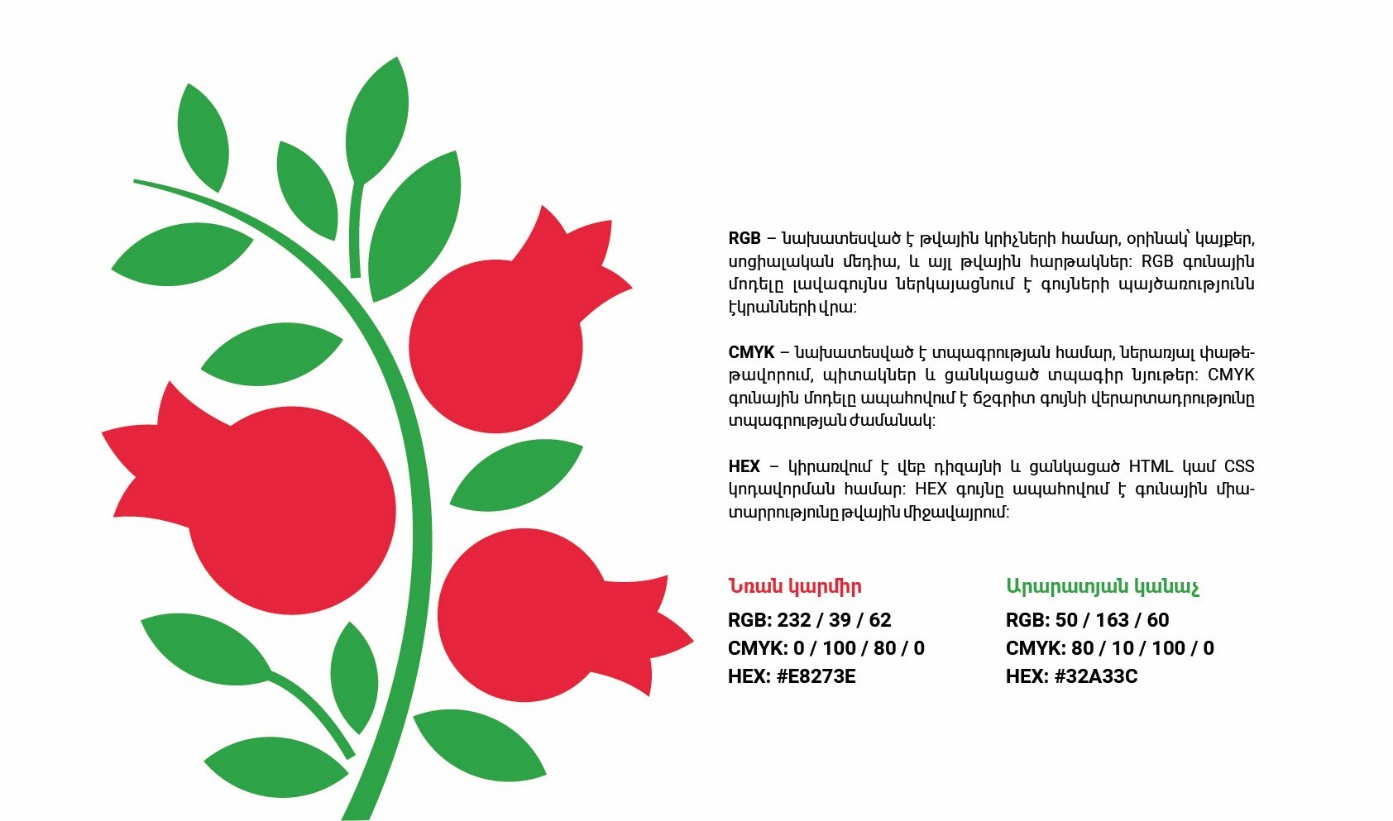 RGB – նախատեսված է թվային կրիչների համար, օրինակ՝ կայքեր,
սոցիալական մեդիա, և այլ թվային հարթակներ։ RGB գունային
մոդելը լավագույնս ներկայացնում է գույների պայծառությունն
էկրանների վրա։
CMYK – նախատեսված է տպագրության համար, ներառյալ փաթե-
թավորում, պիտակներ և ցանկացած տպագիր նյութեր։ CMYK
գունային մոդելը ապահովում է ճշգրիտ գույնի վերարտադրությունը
տպագրության ժամանակ։
HEX – կիրառվում է վեբ դիզայնի և ցանկացած HTML կամ CSS
կոդավորման համար։ HEX գույնը ապահովում է գունային միա-
տարրությունը թվային միջավայրում։
Նռան կարմիր
RGB: 232 / 39 / 62
CMYK: 0 / 100 / 80 / 0
HEX: #E8273E
Արարատյան կանաչ
RGB: 50 / 163 / 60
CMYK: 80 / 10 / 100 / 0
HEX: #32A33C